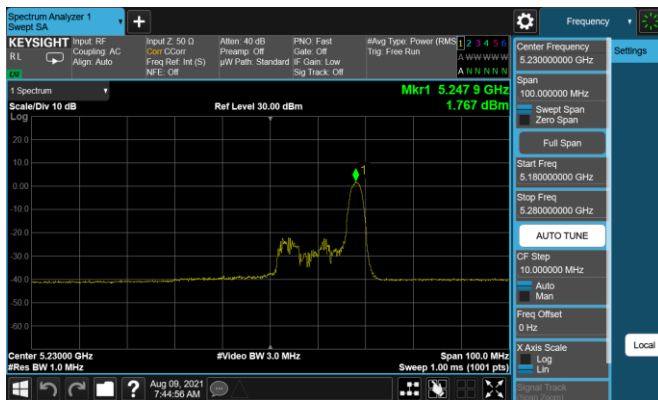 Spectrum Analyzer 1
Swept SA
Frequency
KEYSIGHT
RL
Input: RF
Coupling: AC
Align: Auto
Input Z: 50 Ω
Corr CCorr
Freq Ref: Int (S)
NFE: Off
Atten: 40 dB
Preamp: Off
µW Path: Standard
PNO: Fast
Gate: Off
IF Gain: Low
Sig Track: Off
#Avg Type: Power (RMS
Trig: Free Run
1 2 3 4 5 6
A W W W W W
A N N N N N
1 Spectrum
Scale/Div 10 dB
Log
Ref Level 30.00 dBm
Mkr1 5.247 9 GHz
1.767 dBm
20.0
10.0
0.00
-10.0
-20.0
-30.0
-40.0
-50.0
-60.0
1
Center 5.23000 GHz
#Res BW 1.0 MHz
#Video BW 3.0 MHz
Span 100.0 MHz
Sweep 1.00 ms (1001 pts)
Aug 09, 2021
7:44:56 AM
Center Frequency
5.230000000 GHz
Span
100.000000 MHz
Swept Span
Zero Span
Full Span
Start Freq
5.180000000 GHz
Stop Freq
5.280000000 GHz
AUTO TUNE
CF Step
10.000000 MHz
Auto
Man
Freq Offset
0 Hz
X Axis Scale
Log
Lin
Signal Track
(Span Zoom)
Settings
Local